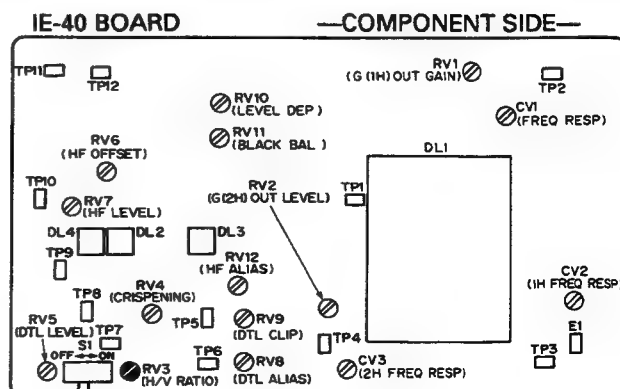 IE-40 BOARD
—COMPONENT SIDE—
TP11
TP12
RV1
(G (1H) OUT GAIN)
TP2
RV10
(LEVEL DEP)
CV1
(FREQ RESP)
RV11
(BLACK BAL )
RV6
(HF OFFSET)
DL1
TP10
RV7
(HF LEVEL)
RV2
(G(2H) OUT LEVEL)
TP1
DL4
DL2
DL3
TP9
RV12
(HF ALIAS)
CV2
(1H FREQ RESP)
TP8
RV4
(CRISPENING)
RV5
(DTL LEVEL)
TP5
RV9
(DTL CLIP)
E1
S1
TP7
TP4
OFF ↔ ON
RV3
(H/V RATIO)
TP6
RV8
(DTL ALIAS)
CV3
(2H FREQ RESP)
TP3